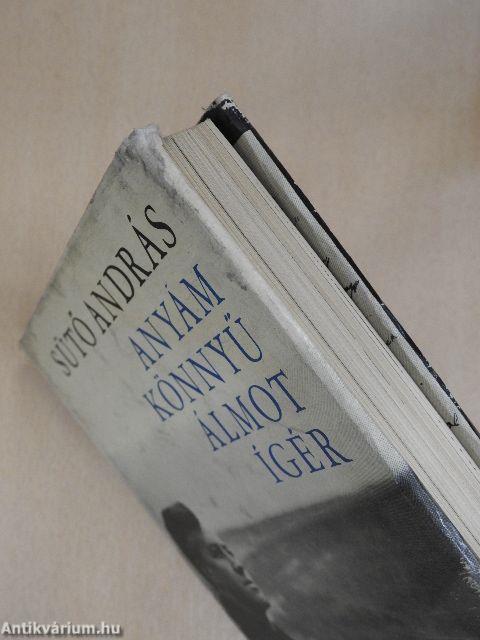 SÜTŐ ANDRÁS
ANYÁM
KÖNNYŰ
ÁLMOT
ÍGÉR
Antikvárium.hu